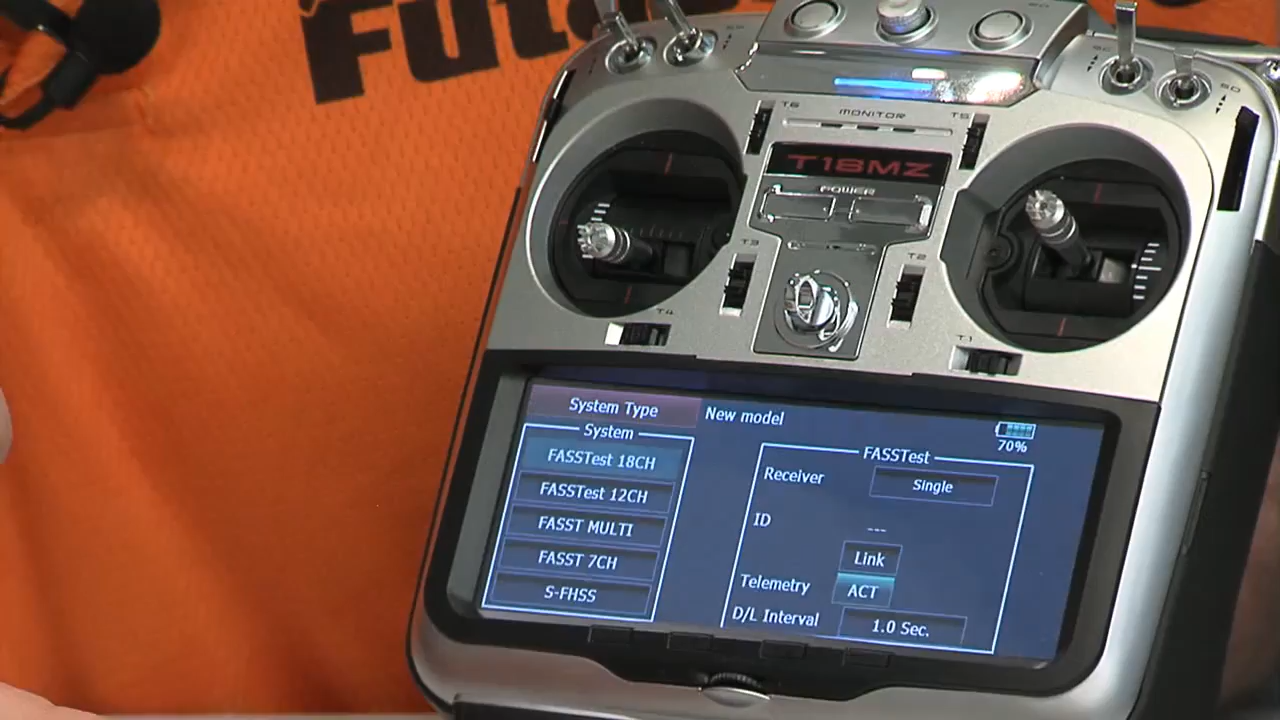 Futa
SD
T6
MONITOR
T5
T18MZ
POWER
T3
T2
T4
T1
System Type
New model
70%
System
FASSTest 18CH
FASSTest 12CH
FASST MULTI
FASST 7CH
S-FHSS
FASSTest
Receiver
Single
ID
---
Link
Telemetry
ACT
D/L Interval
1.0 Sec.